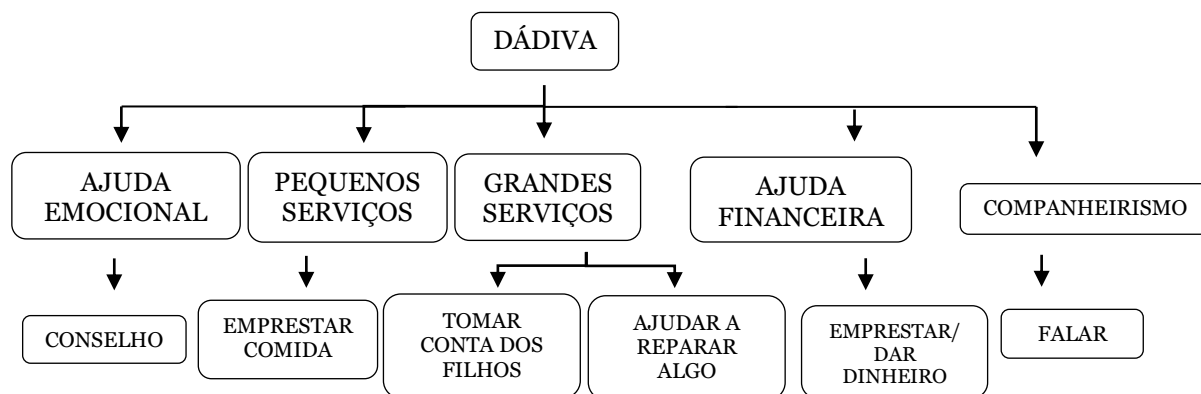 DÁDIVA
AJUDA
EMOCIONAL
PEQUENOS
SERVIÇOS
GRANDES
SERVIÇOS
AJUDA
FINANCEIRA
COMPANHEIRISMO
CONSELHO
EMPRESTAR
COMIDA
TOMAR
CONTA DOS
FILHOS
AJUDAR A
REPARAR
ALGO
EMPRESTAR/
DAR
DINHEIRO
FALAR